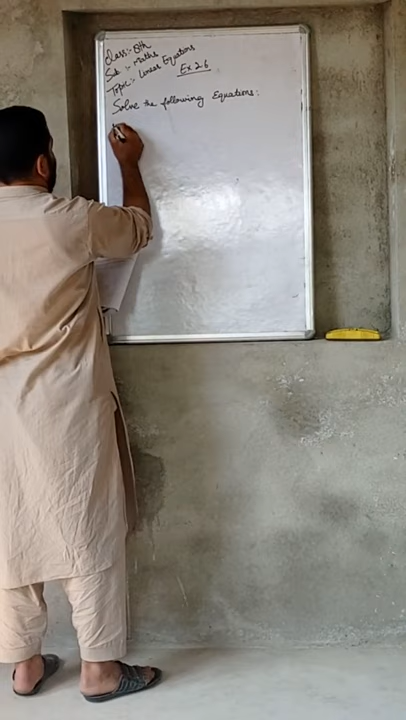 Class:- 8th
Sub:- Maths
Topic:- Linear Equations
Ex 2.6
Solve the following Equations: